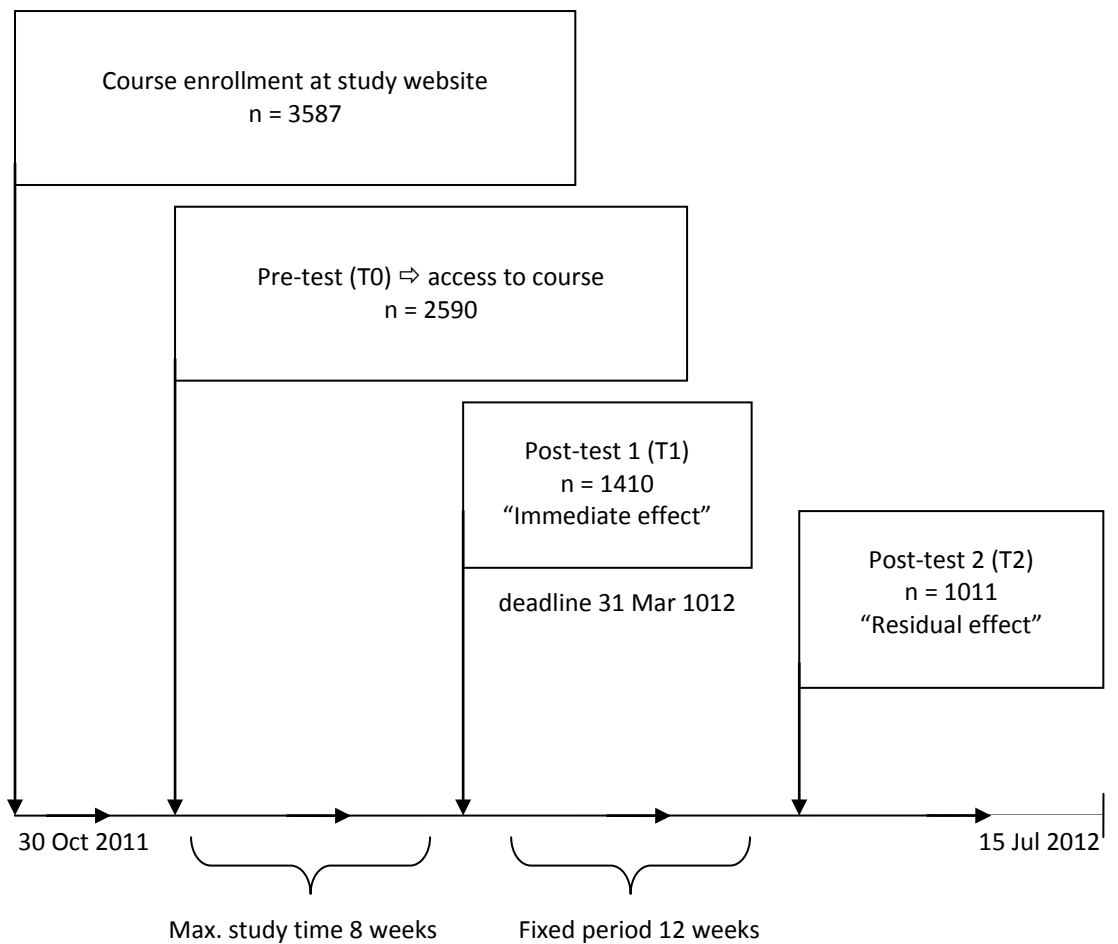 Course enrollment at study website
n = 3587
Pre-test (T0) ⇨ access to course
n = 2590
Post-test 1 (T1)
n = 1410
“Immediate effect”
deadline 31 Mar 1012
Post-test 2 (T2)
n = 1011
“Residual effect”
30 Oct 2011
15 Jul 2012
Max. study time 8 weeks
Fixed period 12 weeks